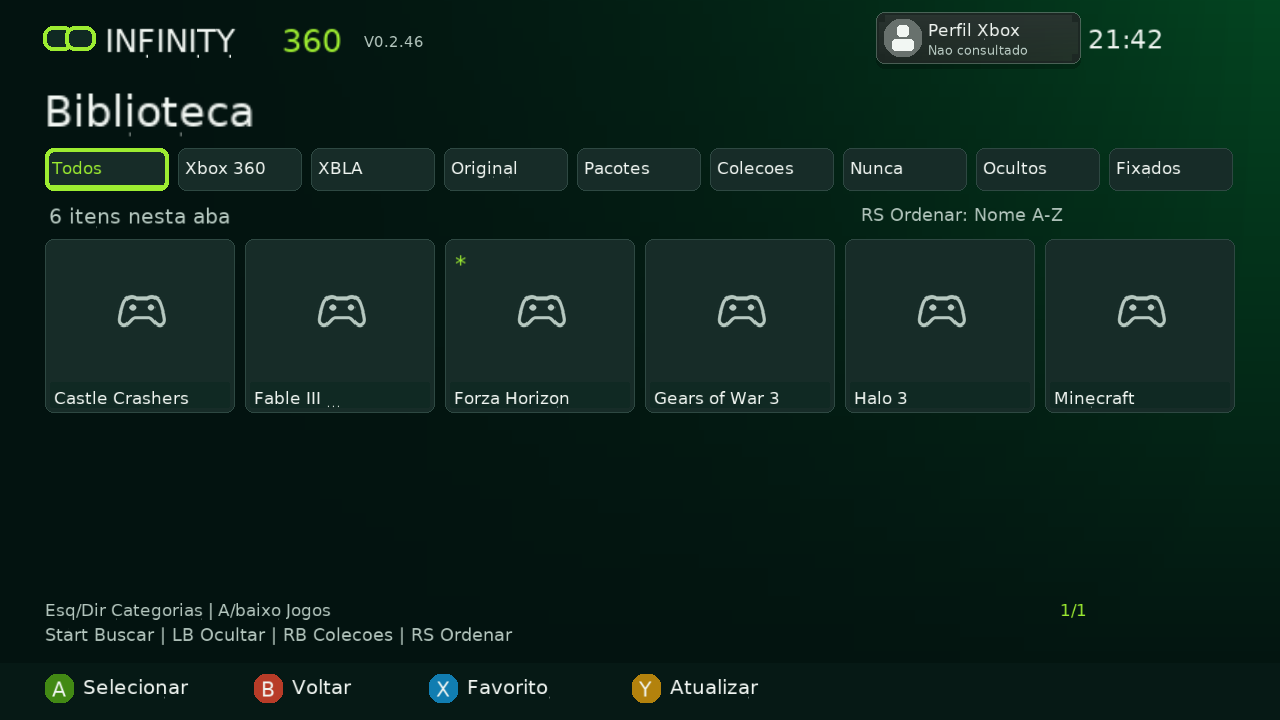 INFINITY 360 V0.2.46
Perfil Xbox
Nao consultado
21:42
Biblioteca
Todos Xbox 360 XBLA Original Pacotes Colecoes Nunca Ocultos Fixados
6 itens nesta aba RS Ordenar: Nome A-Z
*
Castle Crashers Fable III ... Forza Horizon Gears of War 3 Halo 3 Minecraft
Esq/Dir Categorias | A/baixo Jogos 1/1
Start Buscar | LB Ocultar | RB Colecoes | RS Ordenar
A Selecionar B Voltar X Favorito Y Atualizar